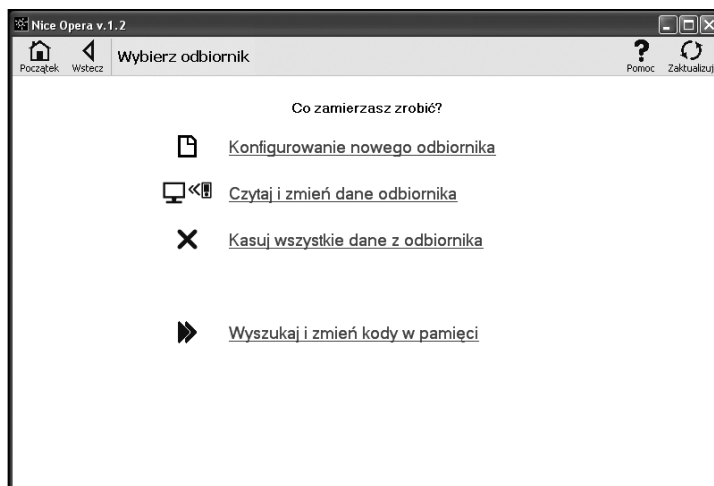 Nice Opera v.1.2
Początek Wstecz Wybierz odbiornik Pomoc Zaktualizuj
Co zamierzasz zrobić?
Konfigurowanie nowego odbiornika
Czytaj i zmień dane odbiornika
Kasuj wszystkie dane z odbiornika
Wyszukaj i zmień kody w pamięci